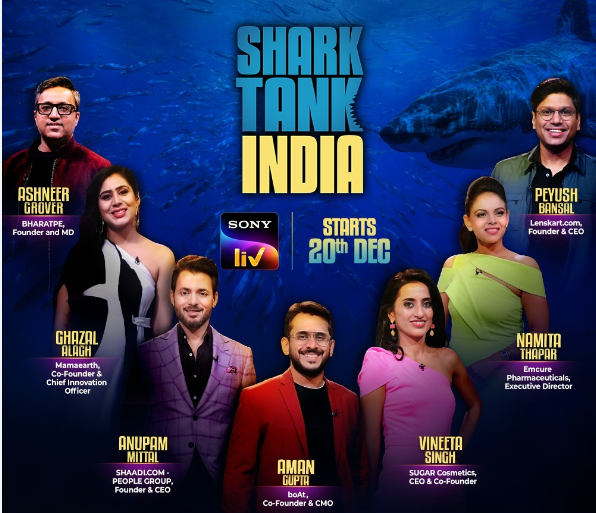 SHARK
TANK
INDIA
SONY
liv
STARTS
20th DEC
ASHNEER
GROVER
BHARATPE,
Founder and MD
PEYUSH
BANSAL
Lenskart.com,
Founder & CEO
GHAZAL
ALAGH
Mamaearth,
Co-Founder &
Chief Innovation
Officer
NAMITA
THAPAR
Emcure
Pharmaceuticals,
Executive Director
ANUPAM
MITTAL
SHAADI.COM -
PEOPLE GROUP,
Founder & CEO
AMAN
GUPTA
boAt,
Co-Founder & CMO
VINEETA
SINGH
SUGAR Cosmetics,
CEO & Co-Founder